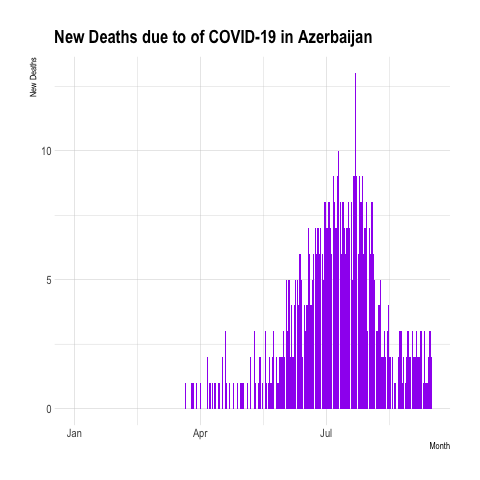 New Deaths due to of COVID-19 in Azerbaijan
New Deaths
10
5
0
Jan Apr Jul
Month